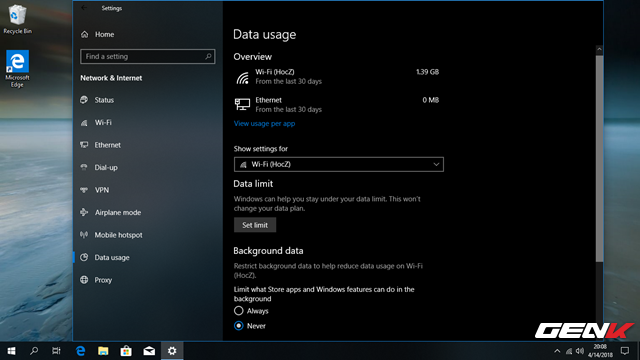 Recycle Bin
Microsoft
Edge
Settings
Home
Find a setting
Network & Internet
Status
Wi-Fi
Ethernet
Dial-up
VPN
Airplane mode
Mobile hotspot
Data usage
Proxy
Data usage
Overview
Wi-Fi (HocZ)
1.39 GB
From the last 30 days
Ethernet
0 MB
From the last 30 days
View usage per app
Show settings for
Wi-Fi (HocZ)
Data limit
Windows can help you stay under your data limit. This won't
change your data plan.
Set limit
Background data
Restrict background data to help reduce data usage on Wi-Fi
(HocZ).
Limit what Store apps and Windows features can do in the
background
Always
Never
GENK
20:08
4/14/2018